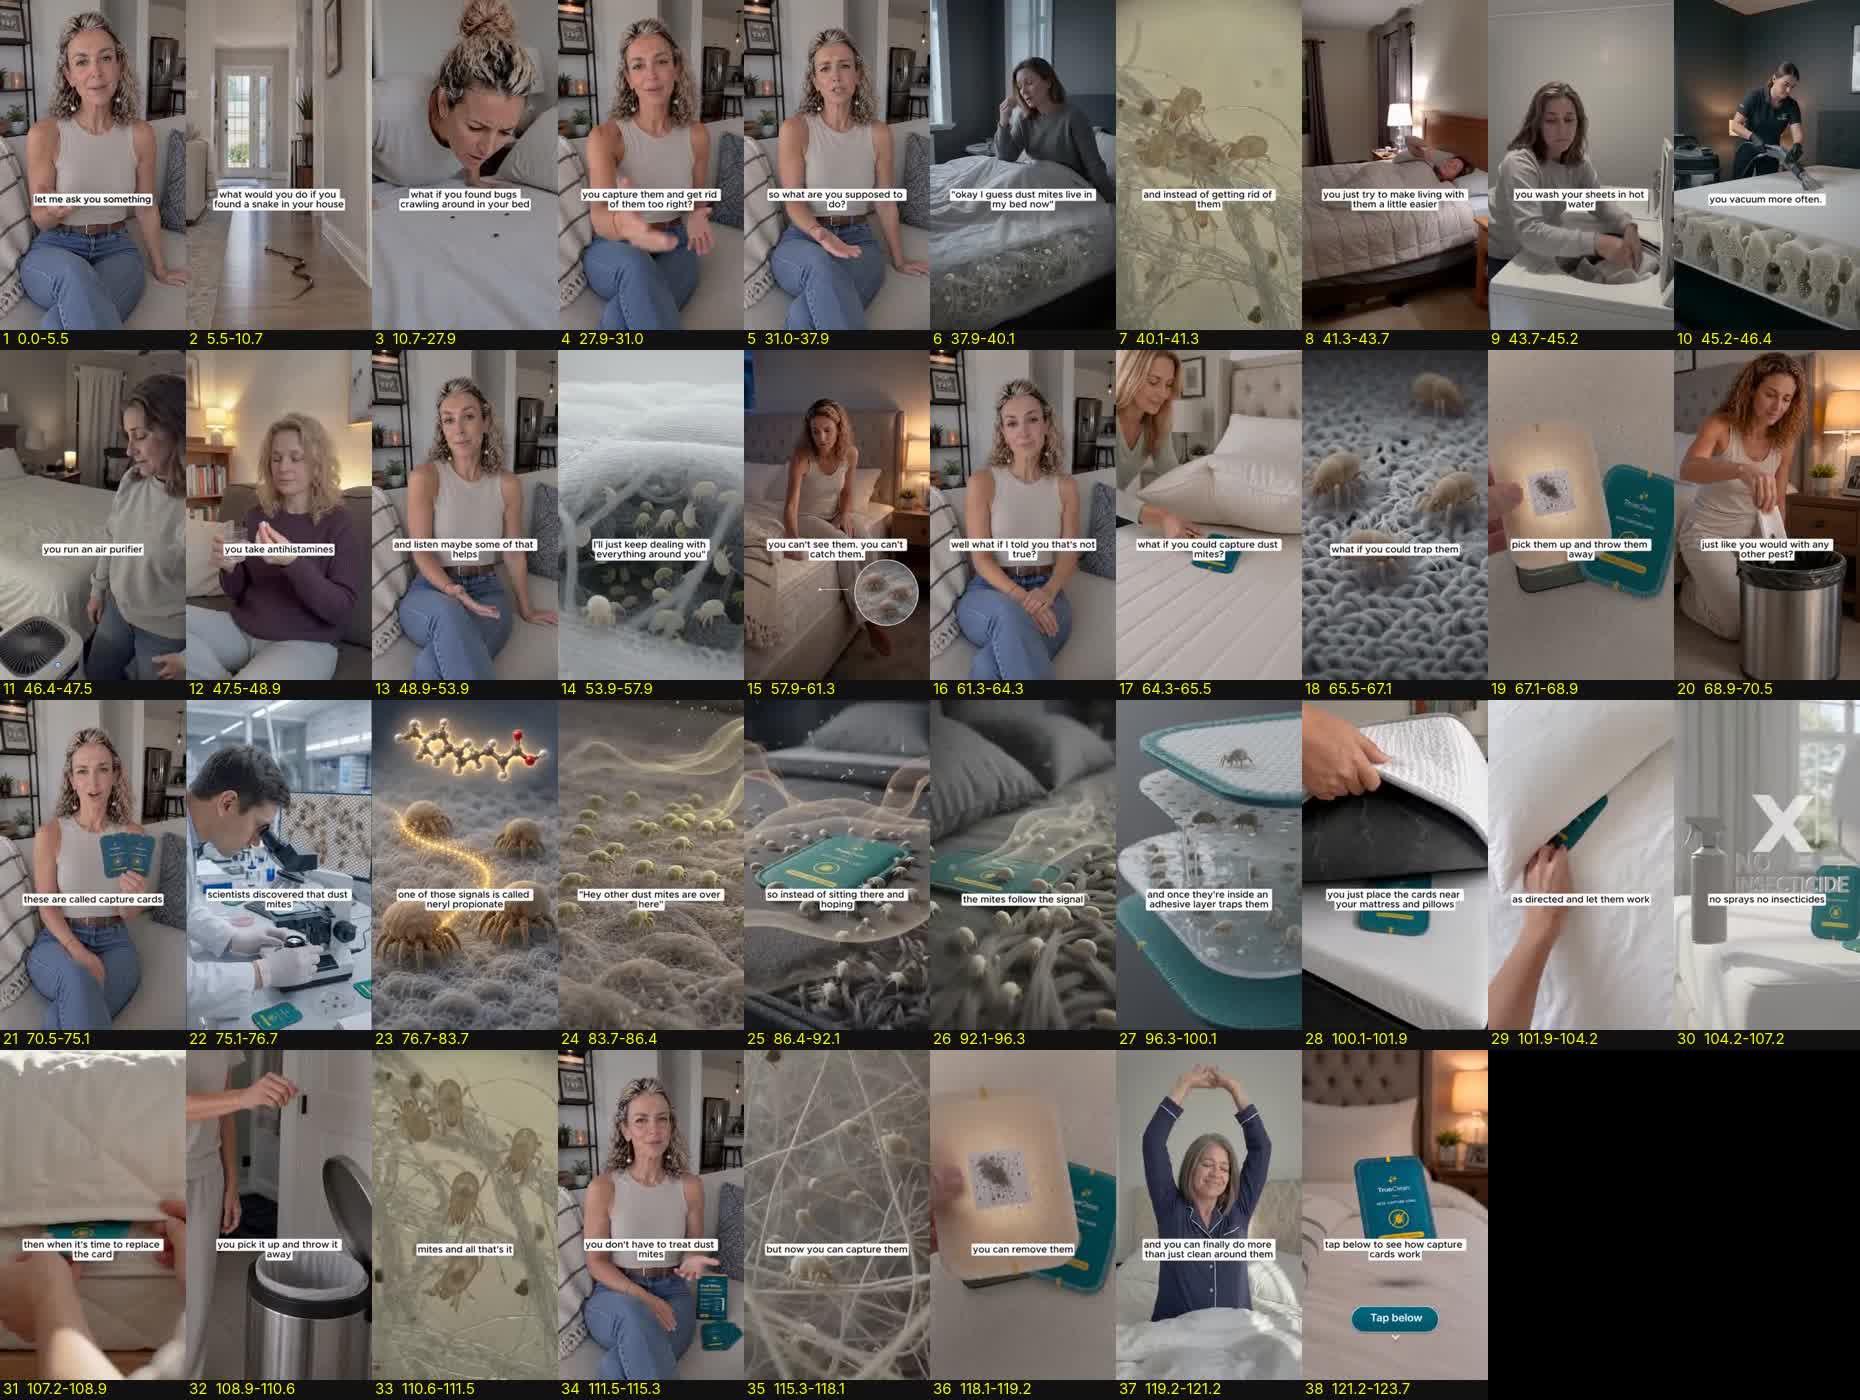 let me ask you something
what would you do if you
found a snake in your house
what if you found bugs
crawling around in your bed
you capture them and get rid
of them too right?
so what are you supposed to
do?
"okay I guess dust mites live in
my bed now"
and instead of getting rid of
them
you just try to make living with
them a little easier
you wash your sheets in hot
water
you vacuum more often.
1 0.0-5.5
2 5.5-10.7
3 10.7-27.9
4 27.9-31.0
5 31.0-37.9
6 37.9-40.1
7 40.1-41.3
8 41.3-43.7
9 43.7-45.2
10 45.2-46.4
you run an air purifier
you take antihistamines
and listen maybe some of that
helps
I'll just keep dealing with
everything around you"
you can't see them, you can't
catch them.
well what if I told you that's not
true?
what if you could capture dust
mites?
what if you could trap them
TrueClean
pick them up and throw them
away
just like you would with any
other pest?
11 46.4-47.5
12 47.5-48.9
13 48.9-53.9
14 53.9-57.9
15 57.9-61.3
16 61.3-64.3
17 64.3-65.5
18 65.5-67.1
19 67.1-68.9
20 68.9-70.5
these are called capture cards
scientists discovered that dust
mites
one of those signals is called
neryl propionate
"Hey other dust mites are over
here"
so instead of sitting there and
hoping
the mites follow the signal
and once they're inside an
adhesive layer traps them
you just place the cards near
your mattress and pillows
as directed and let them work
X
NO
INSECTICIDE
no sprays no insecticides
21 70.5-75.1
22 75.1-76.7
23 76.7-83.7
24 83.7-86.4
25 86.4-92.1
26 92.1-96.3
27 96.3-100.1
28 100.1-101.9
29 101.9-104.2
30 104.2-107.2
then when it's time to replace
the card
you pick it up and throw it
away
mites and all that's it
you don't have to treat dust
mites
but now you can capture them
you can remove them
and you can finally do more
than just clean around them
TrueClean
tap below to see how capture
cards work
Tap below
31 107.2-108.9
32 108.9-110.6
33 110.6-111.5
34 111.5-115.3
35 115.3-118.1
36 118.1-119.2
37 119.2-121.2
38 121.2-123.7